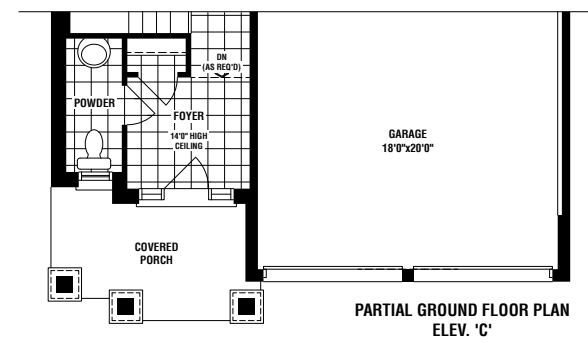 DN
(AS REQ'D)
POWDER
FOYER
14'0" HIGH
CEILING
GARAGE
18'0"x20'0"
COVERED
PORCH
PARTIAL GROUND FLOOR PLAN
ELEV. 'C'